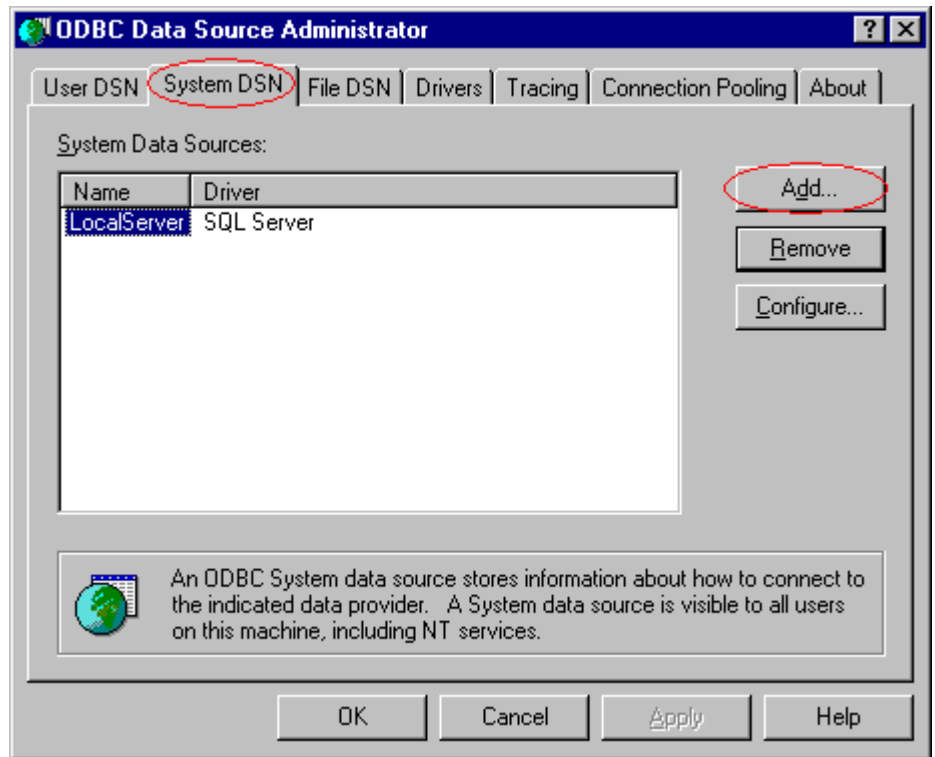 ODBC Data Source Administrator
User DSN System DSN File DSN Drivers Tracing Connection Pooling About
System Data Sources:
Name Driver
LocalServer SQL Server
Add...
Remove
Configure...
An ODBC System data source stores information about how to connect to
the indicated data provider. A System data source is visible to all users
on this machine, including NT services.
OK Cancel Apply Help